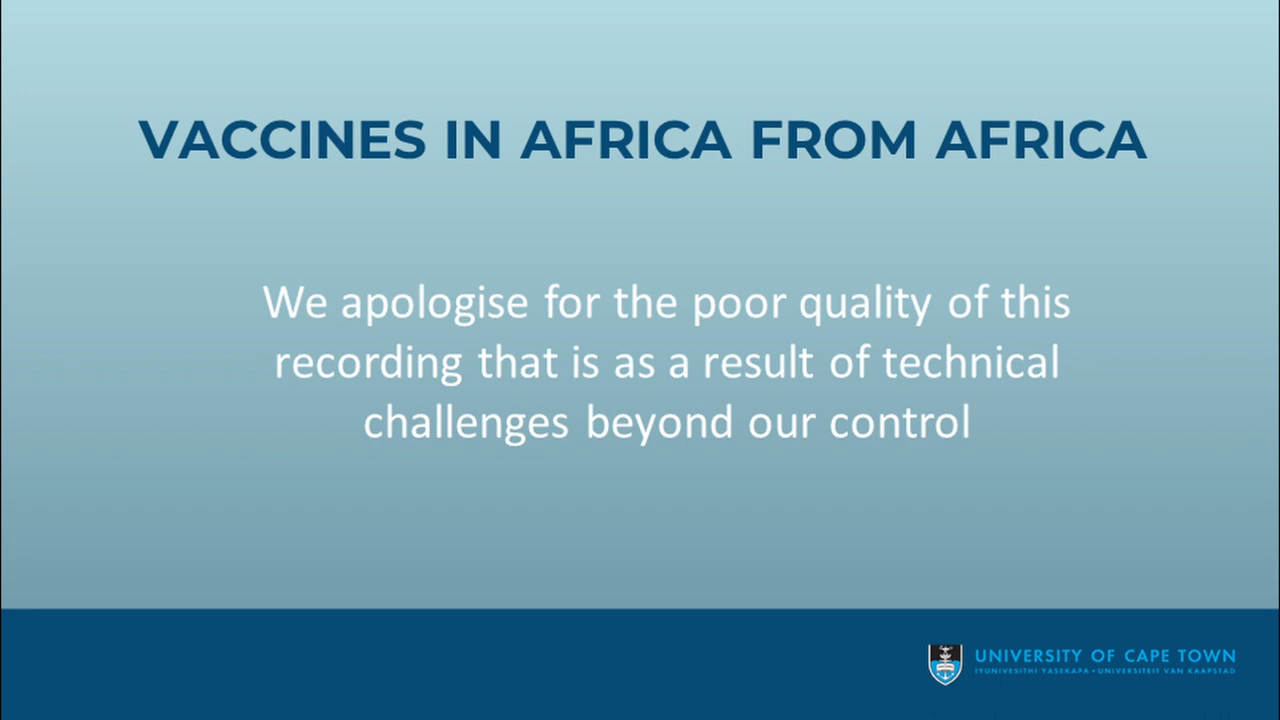 VACCINES IN AFRICA FROM AFRICA
We apologise for the poor quality of this
recording that is as a result of technical
challenges beyond our control
UNIVERSITY OF CAPE TOWN
IYUNIVESITHI YASEKAPA • UNIVERSITEIT VAN KAAPSTAD